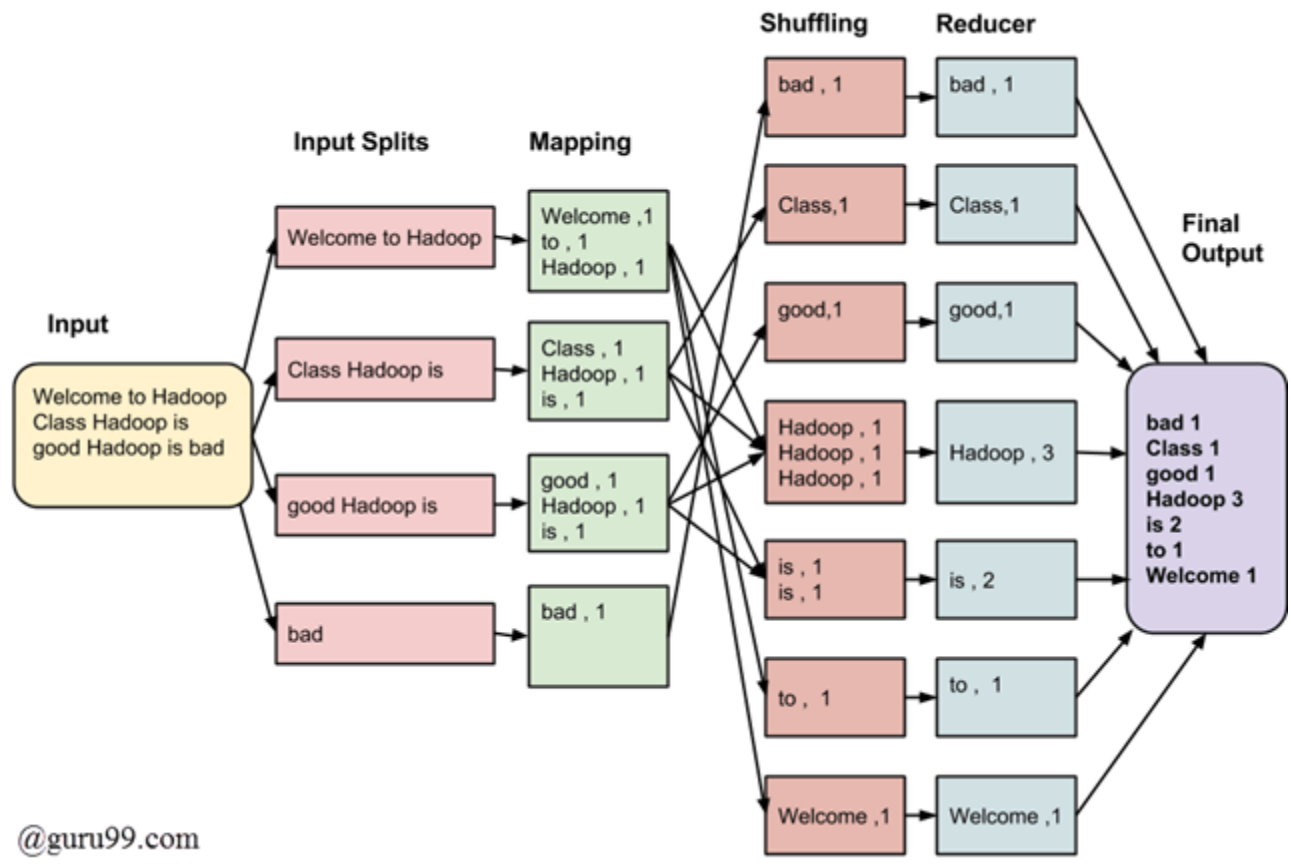 Shuffling
Reducer
Input Splits
Mapping
Final
Output
Input
Welcome to Hadoop
Class Hadoop is
good Hadoop is bad
Welcome to Hadoop
Class Hadoop is
good Hadoop is
bad
Welcome ,1
to , 1
Hadoop , 1
Class , 1
Hadoop , 1
is , 1
good , 1
Hadoop , 1
is , 1
bad , 1
bad , 1
Class,1
good,1
Hadoop , 1
Hadoop , 1
Hadoop , 1
is , 1
is , 1
to , 1
Welcome ,1
bad , 1
Class,1
good,1
Hadoop , 3
is , 2
to , 1
Welcome ,1
bad 1
Class 1
good 1
Hadoop 3
is 2
to 1
Welcome 1
@guru99.com